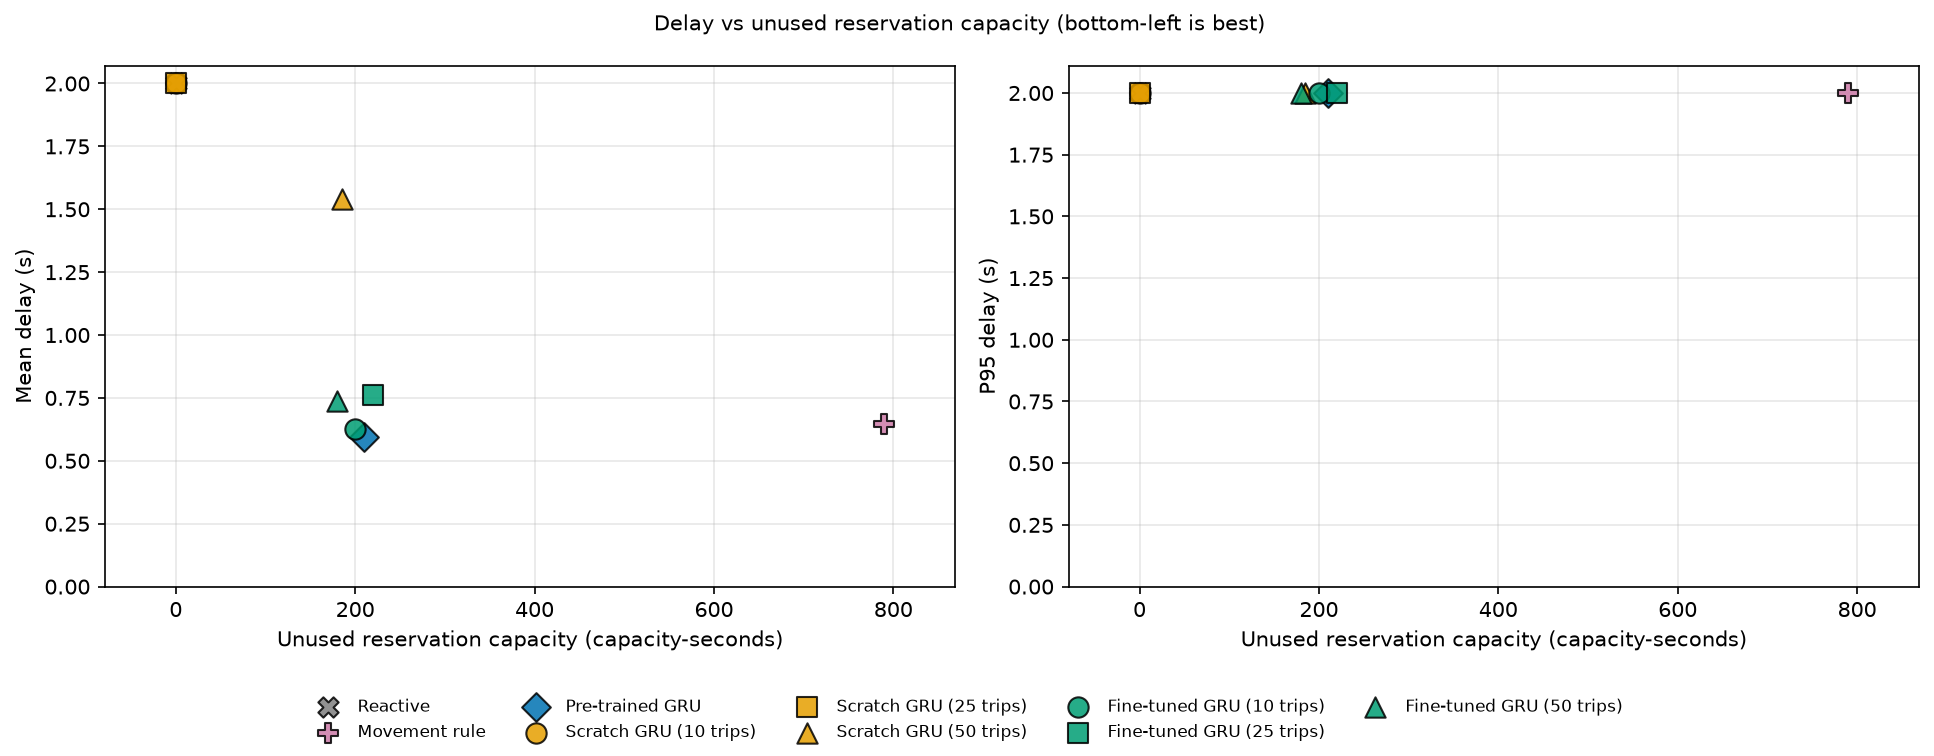 Delay vs unused reservation capacity (bottom-left is best)
Mean delay (s)
2.00
1.75
1.50
1.25
1.00
0.75
0.50
0.25
0.00
0 200 400 600 800
Unused reservation capacity (capacity-seconds)
P95 delay (s)
2.00
1.75
1.50
1.25
1.00
0.75
0.50
0.25
0.00
0 200 400 600 800
Unused reservation capacity (capacity-seconds)
Reactive
Movement rule
Pre-trained GRU
Scratch GRU (10 trips)
Scratch GRU (25 trips)
Scratch GRU (50 trips)
Fine-tuned GRU (10 trips)
Fine-tuned GRU (25 trips)
Fine-tuned GRU (50 trips)